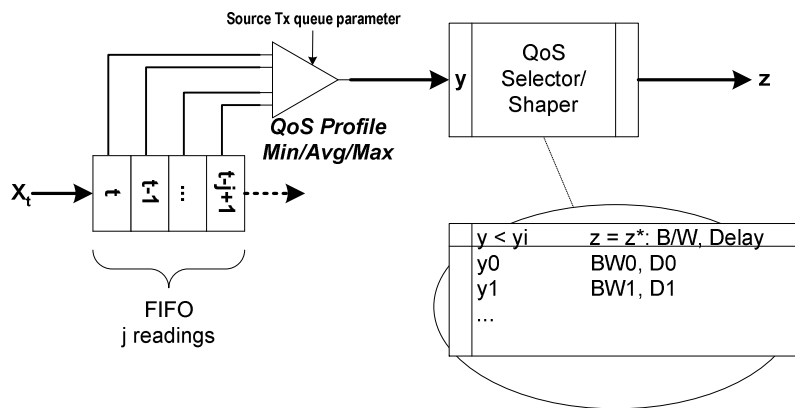 Source Tx queue parameter
QoS
Selector/
Shaper
y
z
QoS Profile
Min/Avg/Max
Xt
t
t-1
...
t-j+1
FIFO
j readings
y < yi z = z*: B/W, Delay
y0 BW0, D0
y1 BW1, D1
...